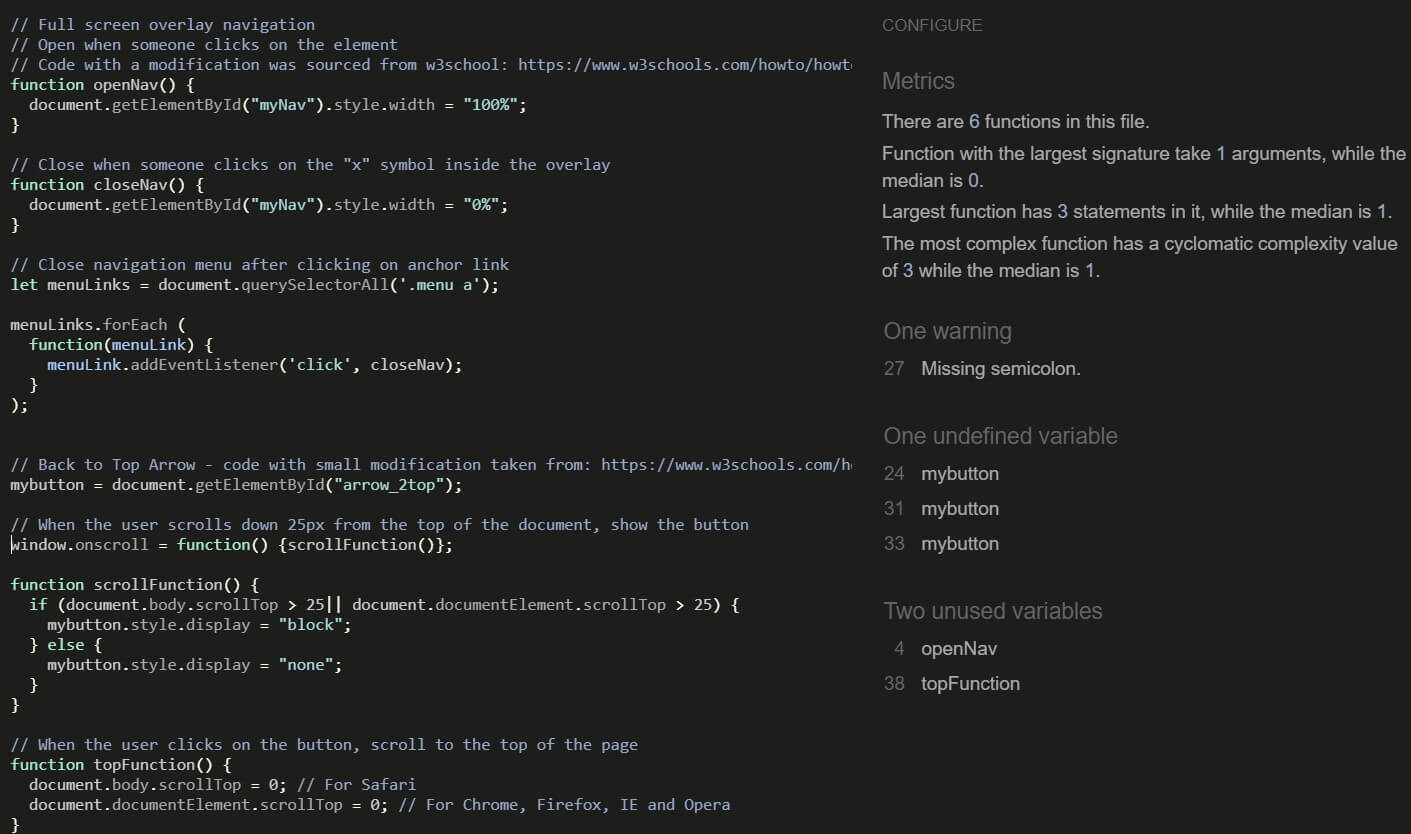 // Full screen overlay navigation
// Open when someone clicks on the element
// Code with a modification was sourced from w3school: https://www.w3schools.com/howto/howt
function openNav() {
  document.getElementById("myNav").style.width = "100%";
}
// Close when someone clicks on the "x" symbol inside the overlay
function closeNav() {
  document.getElementById("myNav").style.width = "0%";
}
// Close navigation menu after clicking on anchor link
let menuLinks = document.querySelectorAll('.menu a');
menuLinks.forEach (
  function(menuLink) {
    menuLink.addEventListener('click', closeNav);
  }
);
// Back to Top Arrow - code with small modification taken from: https://www.w3schools.com/h
mybutton = document.getElementById("arrow_2top");
// When the user scrolls down 25px from the top of the document, show the button
window.onscroll = function() {scrollFunction()};
function scrollFunction() {
  if (document.body.scrollTop > 25|| document.documentElement.scrollTop > 25) {
    mybutton.style.display = "block";
  } else {
    mybutton.style.display = "none";
  }
}
// When the user clicks on the button, scroll to the top of the page
function topFunction() {
  document.body.scrollTop = 0; // For Safari
  document.documentElement.scrollTop = 0; // For Chrome, Firefox, IE and Opera
}
CONFIGURE
Metrics
There are 6 functions in this file.
Function with the largest signature take 1 arguments, while the
median is 0.
Largest function has 3 statements in it, while the median is 1.
The most complex function has a cyclomatic complexity value
of 3 while the median is 1.
One warning
27 Missing semicolon.
One undefined variable
24 mybutton
31 mybutton
33 mybutton
Two unused variables
4 openNav
38 topFunction